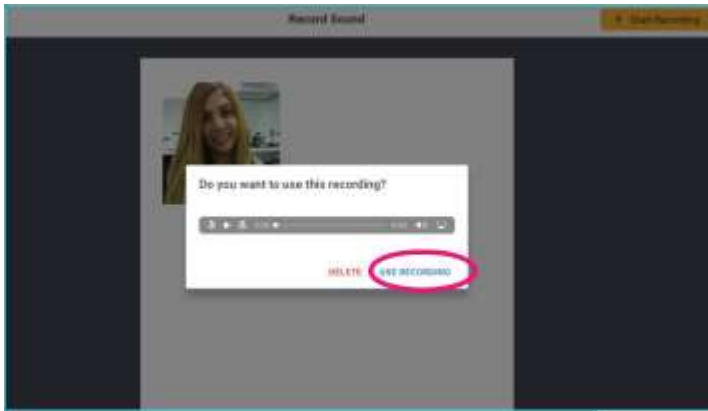 Record Sound
Start Recording
Do you want to use this recording?
DELETE
USE RECORDING